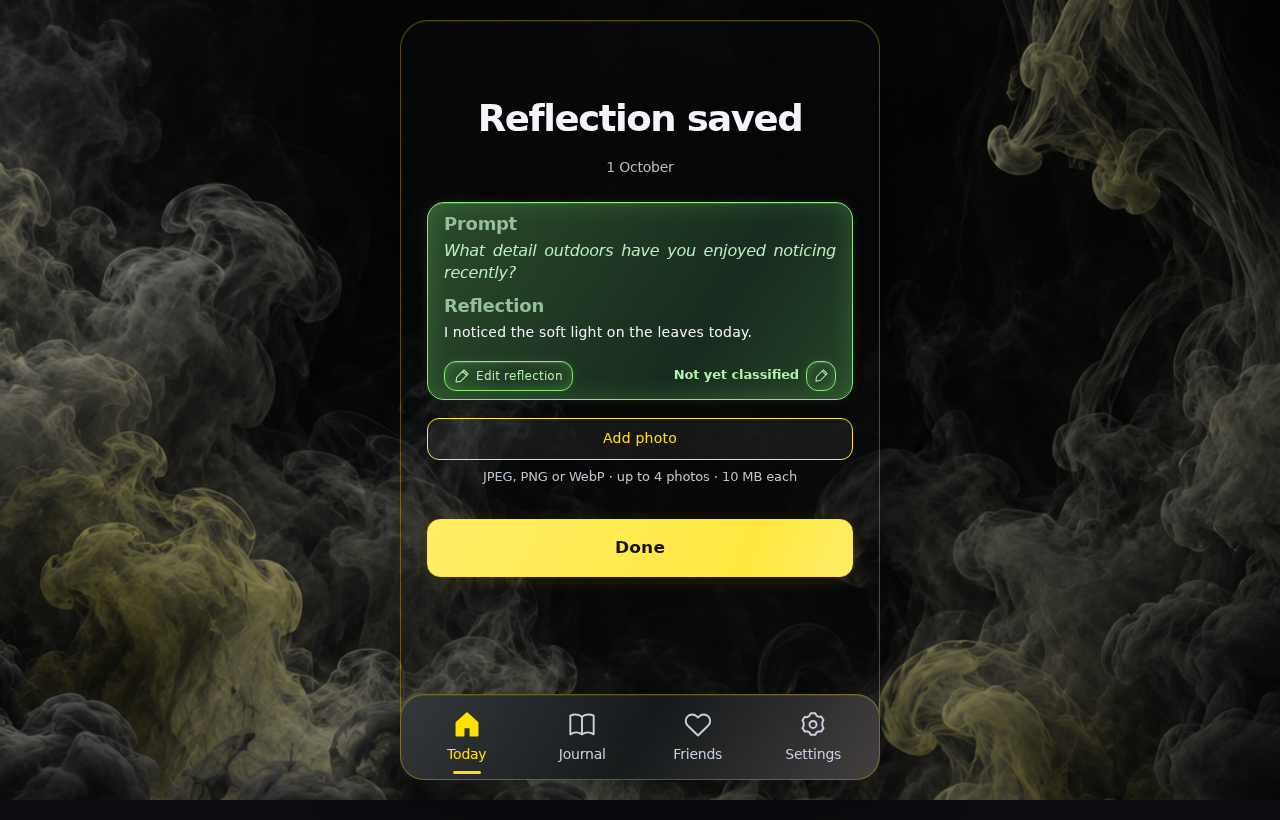 Reflection saved
1 October
Prompt
What detail outdoors have you enjoyed noticing
recently?
Reflection
I noticed the soft light on the leaves today.
Edit reflection
Not yet classified
Add photo
JPEG, PNG or WebP · up to 4 photos · 10 MB each
Done
Today
Journal
Friends
Settings